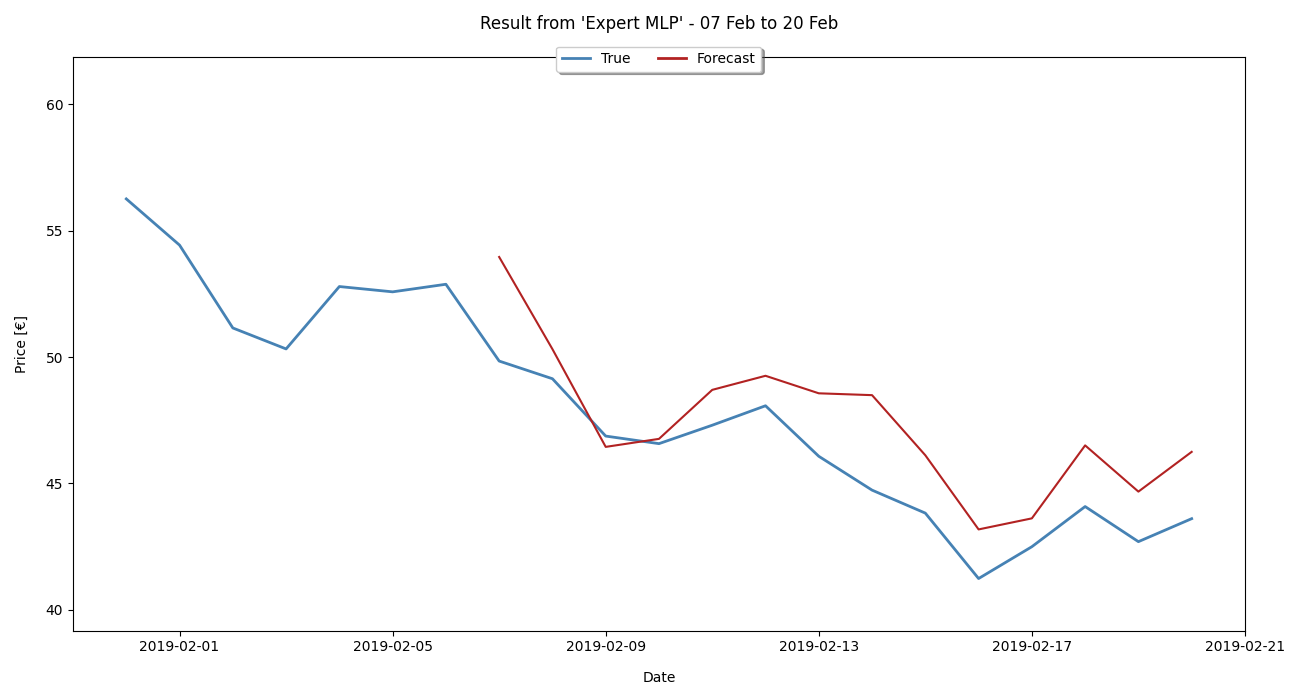 Result from 'Expert MLP' - 07 Feb to 20 Feb
True
Forecast
60
55
50
45
40
Price [€]
2019-02-01
2019-02-05
2019-02-09
2019-02-13
2019-02-17
2019-02-21
Date